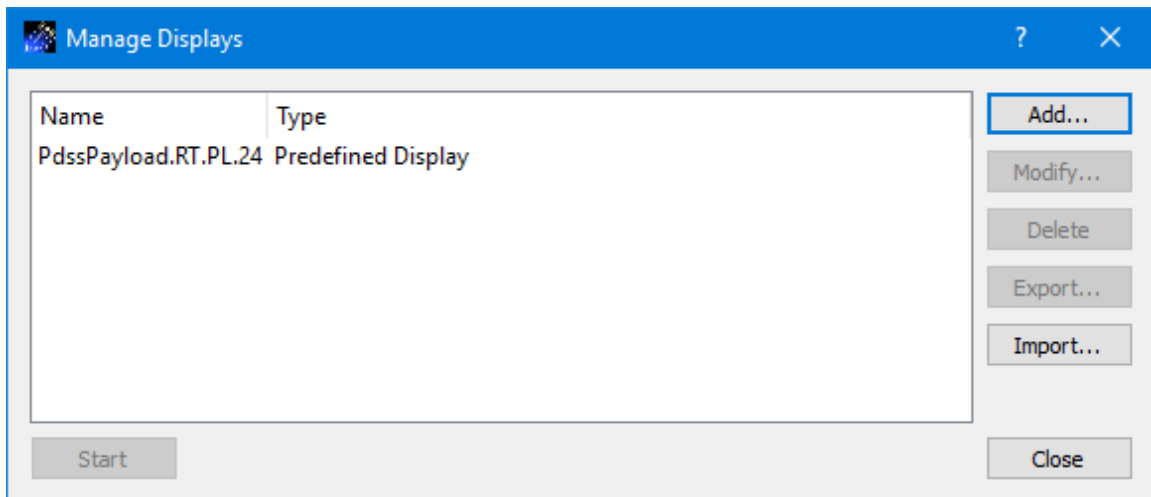 Manage Displays ?
Name Type
PdssPayload.RT.PL.24 Predefined Display
Add...
Modify...
Delete
Export...
Import...
Start
Close